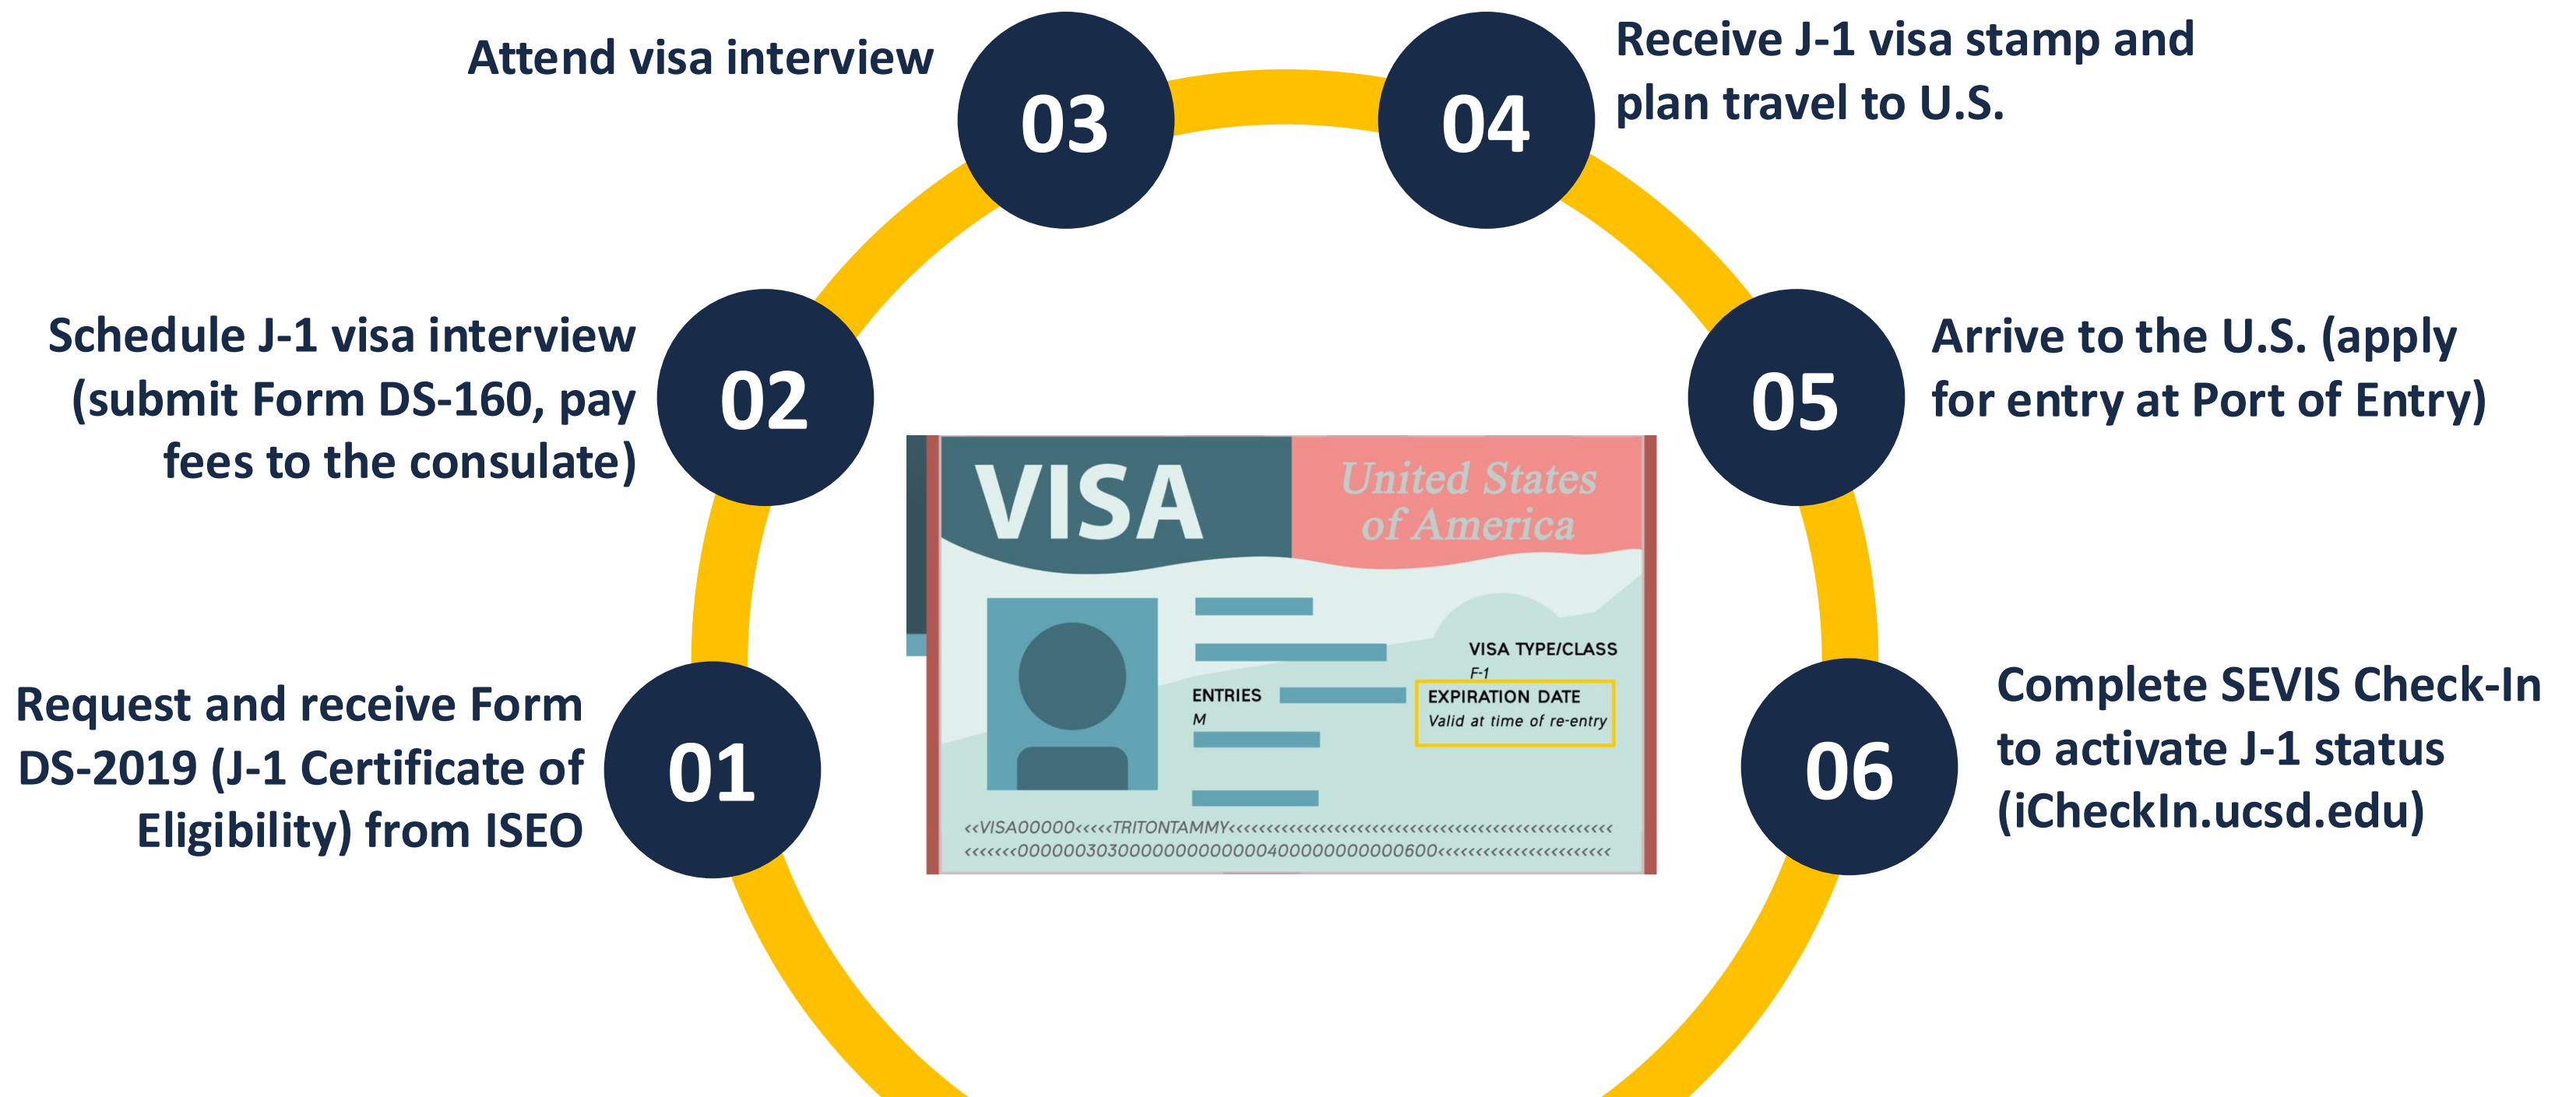 Attend visa interview
03
04
Receive J-1 visa stamp and
plan travel to U.S.
Schedule J-1 visa interview
(submit Form DS-160, pay
fees to the consulate)
02
05
Arrive to the U.S. (apply
for entry at Port of Entry)
Request and receive Form
DS-2019 (J-1 Certificate of
Eligibility) from ISEO
01
06
Complete SEVIS Check-In
to activate J-1 status
(iCheckIn.ucsd.edu)
VISA
United States
of America
VISA TYPE/CLASS
F-1
ENTRIES
M
EXPIRATION DATE
Valid at time of re-entry
<<VISA00000<<<<<TRITONTAMMY<<<<<<<<<<<<<<<<<<<<<<<<<<<<<<<<<<<<<<<<<<<<<<<<<<<
<<<<<<<0000003030000000000000400000000000600<<<<<<<<<<<<<<<<<<<<<<<